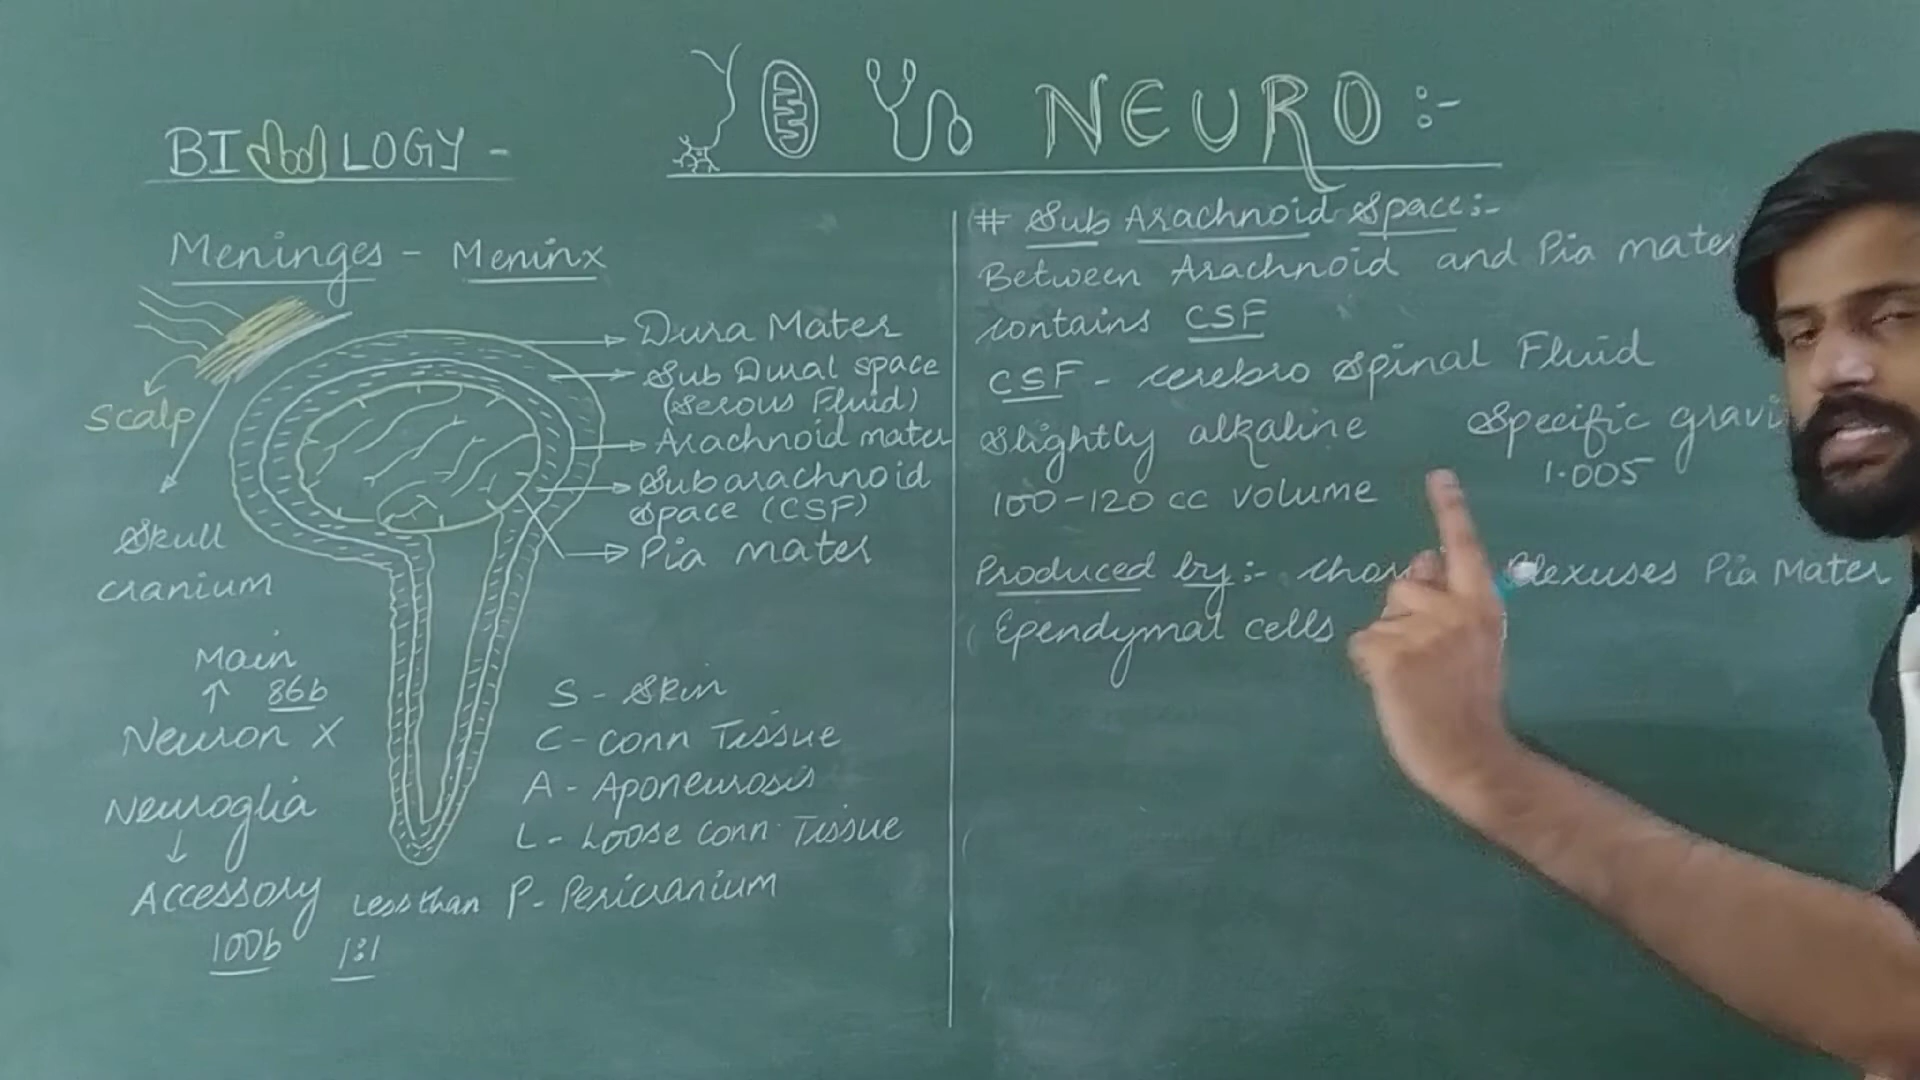 BIOLOGY -
NEURO :-
Meninges - Meninx
Scalp
Skull
cranium
Dura Mater
Sub Dural space
(Serous Fluid)
Arachnoid mater
Subarachnoid
Space (CSF)
Pia mater
Main
86b
Neuron X
Neuroglia
Accessory
100b
Less than
1:1
S - Skin
C - Conn Tissue
A - Aponeurosis
L - Loose Conn. Tissue
P - Pericranium
# Sub Arachnoid Space :-
Between Arachnoid and Pia mater
contains CSF
CSF - cerebro Spinal Fluid
Slightly alkaline
Specific gravi
1.005
100-120 cc volume
Produced by :- Plexuses Pia Mater
Ependymal cells